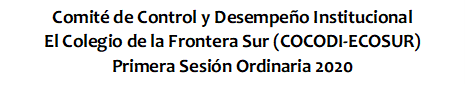 Comité de Control y Desempeño Institucional
El Colegio de la Frontera Sur (COCODI-ECOSUR)
Primera Sesión Ordinaria 2020